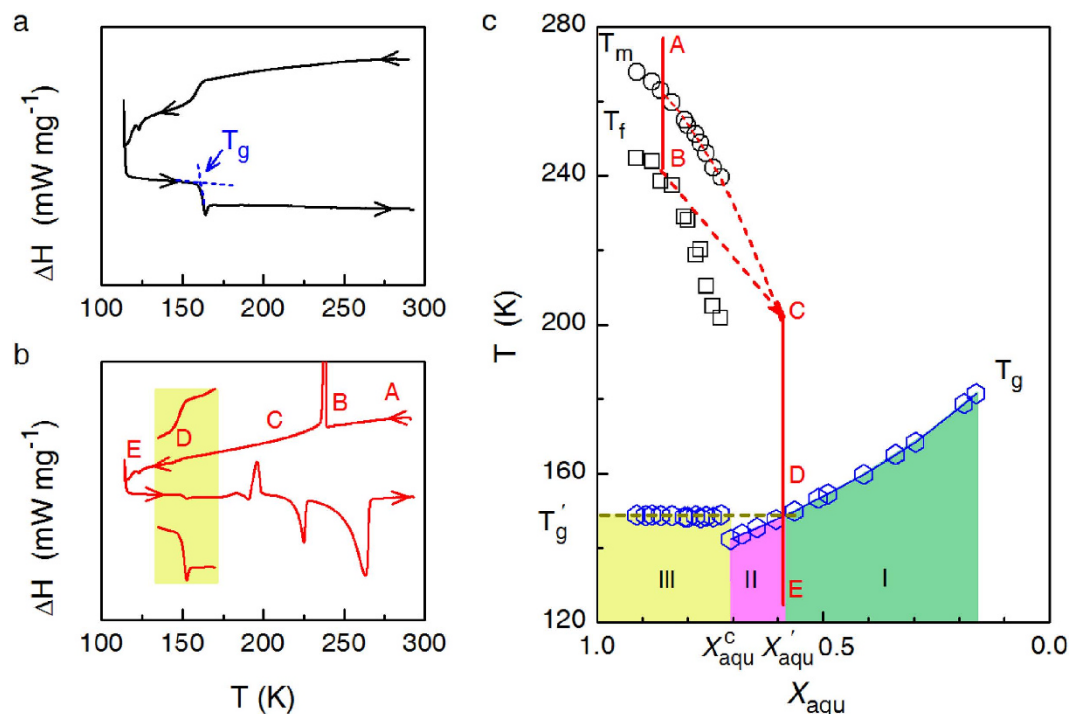 a
ΔH (mW mg-1)
Tg
100 150 200 250 300
b
ΔH (mW mg-1)
E D C B A
100 150 200 250 300
T (K)
c
T (K)
280
240
200
160
120
Tm
A
Tf
B
C
Tg
D
Tg'
III II E I
1.0 Xcaqu X'aqu 0.5 0.0
Xaqu